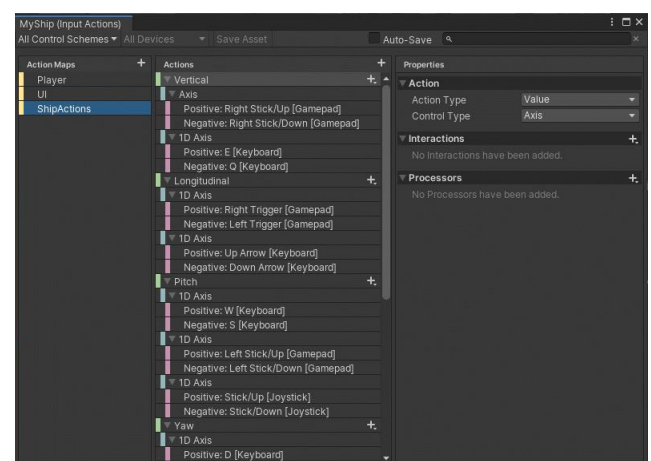 MyShip (Input Actions)
All Control Schemes All Devices Save Asset Auto-Save
Action Maps + Actions + Properties
Player
UI
ShipActions
Vertical
Axis
Positive: Right Stick/Up [Gamepad]
Negative: Right Stick/Down [Gamepad]
1D Axis
Positive: E [Keyboard]
Negative: Q [Keyboard]
Longitudinal
1D Axis
Positive: Right Trigger [Gamepad]
Negative: Left Trigger [Gamepad]
1D Axis
Positive: Up Arrow [Keyboard]
Negative: Down Arrow [Keyboard]
Pitch
1D Axis
Positive: W [Keyboard]
Negative: S [Keyboard]
1D Axis
Positive: Left Stick/Up [Gamepad]
Negative: Left Stick/Down [Gamepad]
1D Axis
Positive: Stick/Up [Joystick]
Negative: Stick/Down [Joystick]
Yaw
1D Axis
Positive: D [Keyboard]
Action
Action Type Value
Control Type Axis
Interactions
No Interactions have been added.
Processors
No Processors have been added.